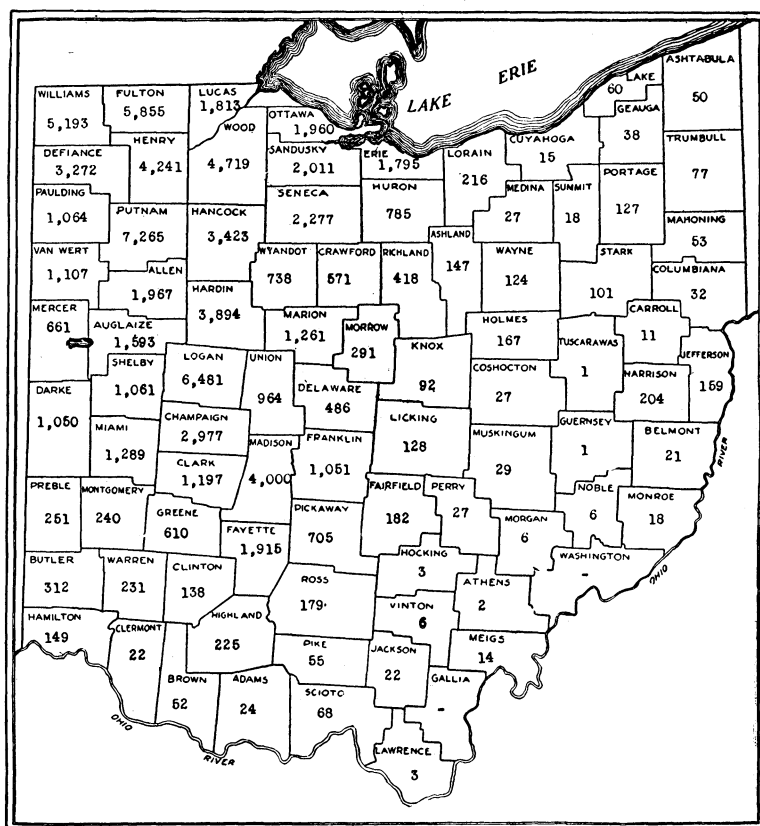 LAKE ERIE
ASHTABULA
50
LAKE
60
GEAUGA
38
WILLIAMS
5,193
FULTON
5,855
LUCAS
1,813
OTTAWA
1,960
WOOD
4,719
CUYAHOGA
15
TRUMBULL
77
HENRY
4,241
DEFIANCE
3,272
SANDUSKY
2,011
ERIE
1,795
LORAIN
216
MEDINA
27
SUMMIT
18
PORTAGE
127
PAULDING
1,064
PUTNAM
7,265
HANCOCK
3,423
SENECA
2,277
HURON
785
ASHLAND
147
MAHONING
53
VAN WERT
1,107
ALLEN
1,967
WYANDOT
738
CRAWFORD
571
RICHLAND
418
WAYNE
124
STARK
101
COLUMBIANA
32
MERCER
661
AUGLAIZE
1,593
HARDIN
3,894
MARION
1,261
MORROW
291
HOLMES
167
CARROLL
11
TUSCARAWAS
1
JEFFERSON
159
SHELBY
1,061
LOGAN
6,481
UNION
964
DELAWARE
486
KNOX
92
COSHOCTON
27
HARRISON
204
DARKE
1,050
MIAMI
1,289
CHAMPAIGN
2,977
CLARK
1,197
MADISON
4,000
FRANKLIN
1,051
LICKING
128
MUSKINGUM
29
GUERNSEY
1
BELMONT
21
RIVER
PREBLE
251
MONTGOMERY
240
GREENE
610
FAYETTE
1,915
PICKAWAY
705
FAIRFIELD
182
PERRY
27
MORGAN
6
NOBLE
6
MONROE
18
BUTLER
312
WARREN
231
CLINTON
138
ROSS
179
HOCKING
3
ATHENS
2
WASHINGTON
-
OHIO
HAMILTON
149
CLERMONT
22
HIGHLAND
225
PIKE
55
VINTON
6
JACKSON
22
MEIGS
14
GALLIA
-
BROWN
52
ADAMS
24
SCIOTO
68
LAWRENCE
3
OHIO
RIVER